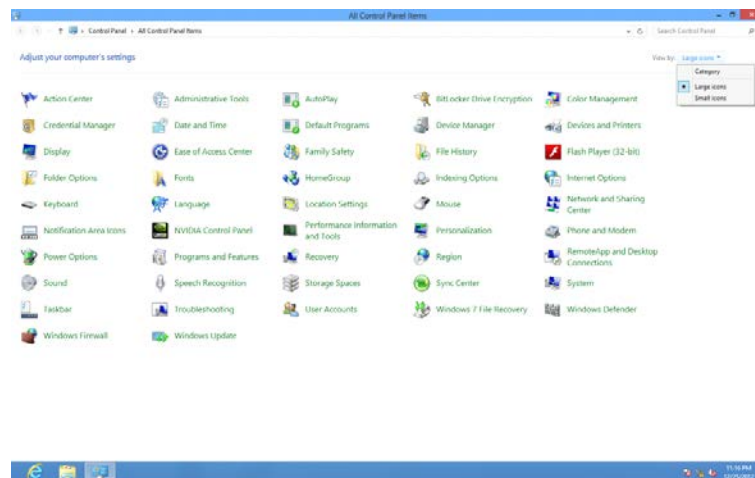 All Control Panel Items
Control Panel All Control Panel Items Search Control Panel
Adjust your computer's settings View by: Large icons
Category
Large icons
Small icons
Action Center Administrative Tools AutoPlay BitLocker Drive Encryption Color Management
Credential Manager Date and Time Default Programs Device Manager Devices and Printers
Display Ease of Access Center Family Safety File History Flash Player (32-bit)
Folder Options Fonts HomeGroup Indexing Options Internet Options
Keyboard Language Location Settings Mouse Network and Sharing Center
Notification Area Icons NVIDIA Control Panel Performance Information and Tools Personalization Phone and Modem
Power Options Programs and Features Recovery Region RemoteApp and Desktop Connections
Sound Speech Recognition Storage Spaces Sync Center System
Taskbar Troubleshooting User Accounts Windows 7 File Recovery Windows Defender
Windows Firewall Windows Update
11:16 PM